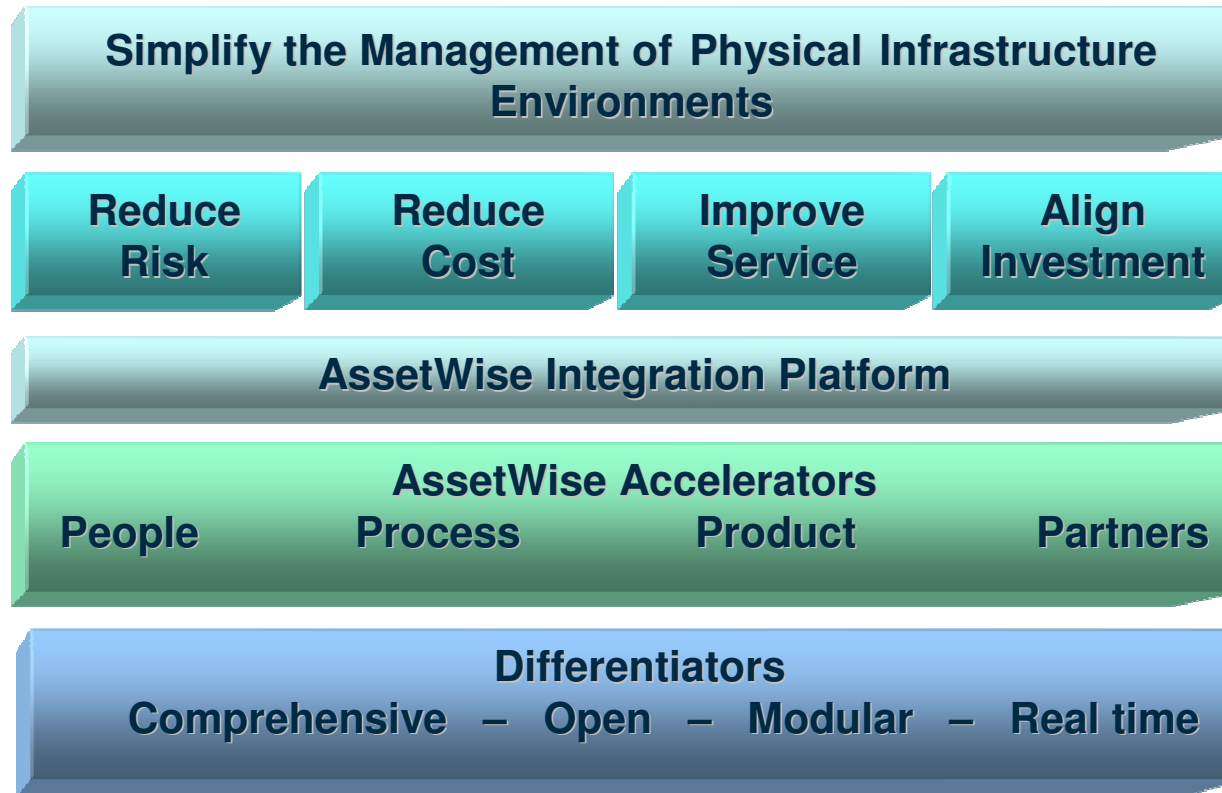 Simplify the Management of Physical Infrastructure
Environments
Reduce
Risk
Reduce
Cost
Improve
Service
Align
Investment
AssetWise Integration Platform
AssetWise Accelerators
People Process Product Partners
Differentiators
Comprehensive – Open – Modular – Real time